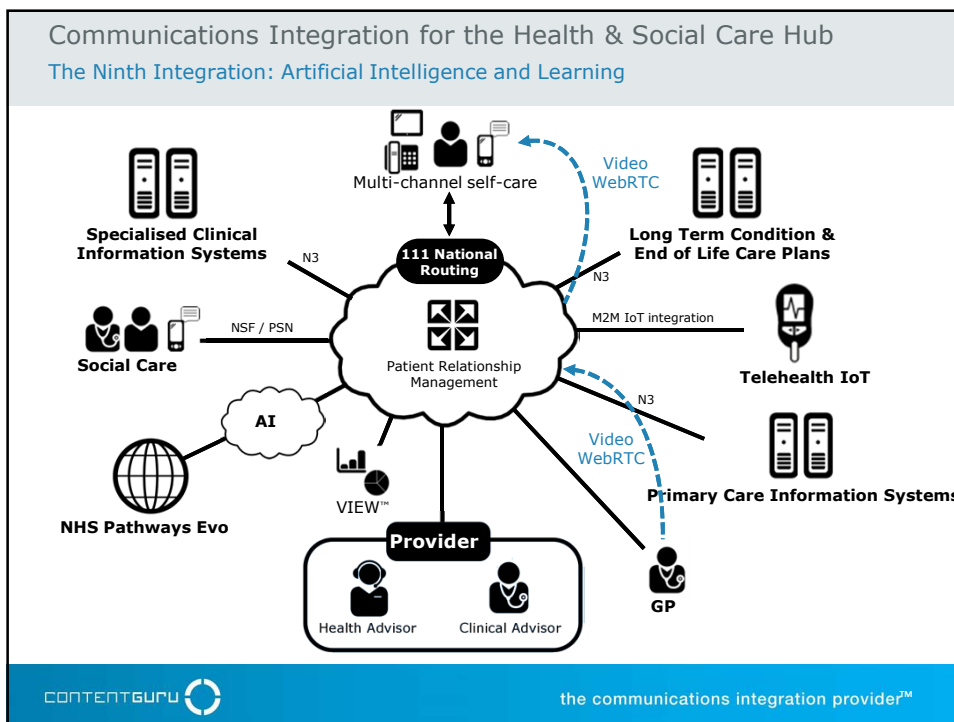 Communications Integration for the Health & Social Care Hub
The Ninth Integration: Artificial Intelligence and Learning
Multi-channel self-care
Video
WebRTC
Specialised Clinical
Information Systems
N3
111 National
Routing
Long Term Condition &
End of Life Care Plans
N3
Social Care
NSF / PSN
Patient Relationship
Management
M2M IoT integration
Telehealth IoT
AI
NHS Pathways Evo
VIEW™
N3
Video
WebRTC
Primary Care Information Systems
Provider
Health Advisor
Clinical Advisor
GP
CONTENTGURU
the communications integration provider™